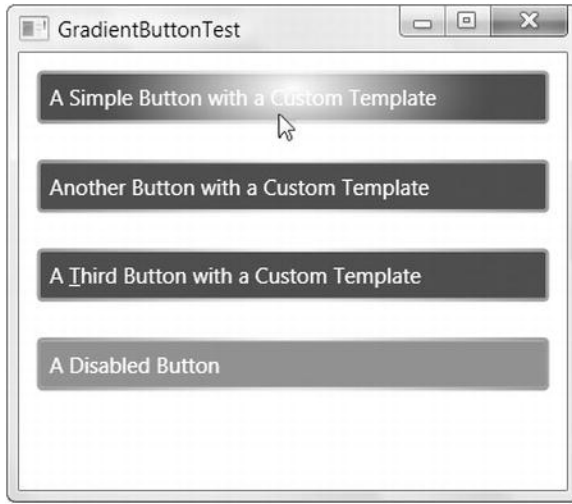 GradientButtonTest
A Simple Button with a Custom Template
Another Button with a Custom Template
A Third Button with a Custom Template
A Disabled Button